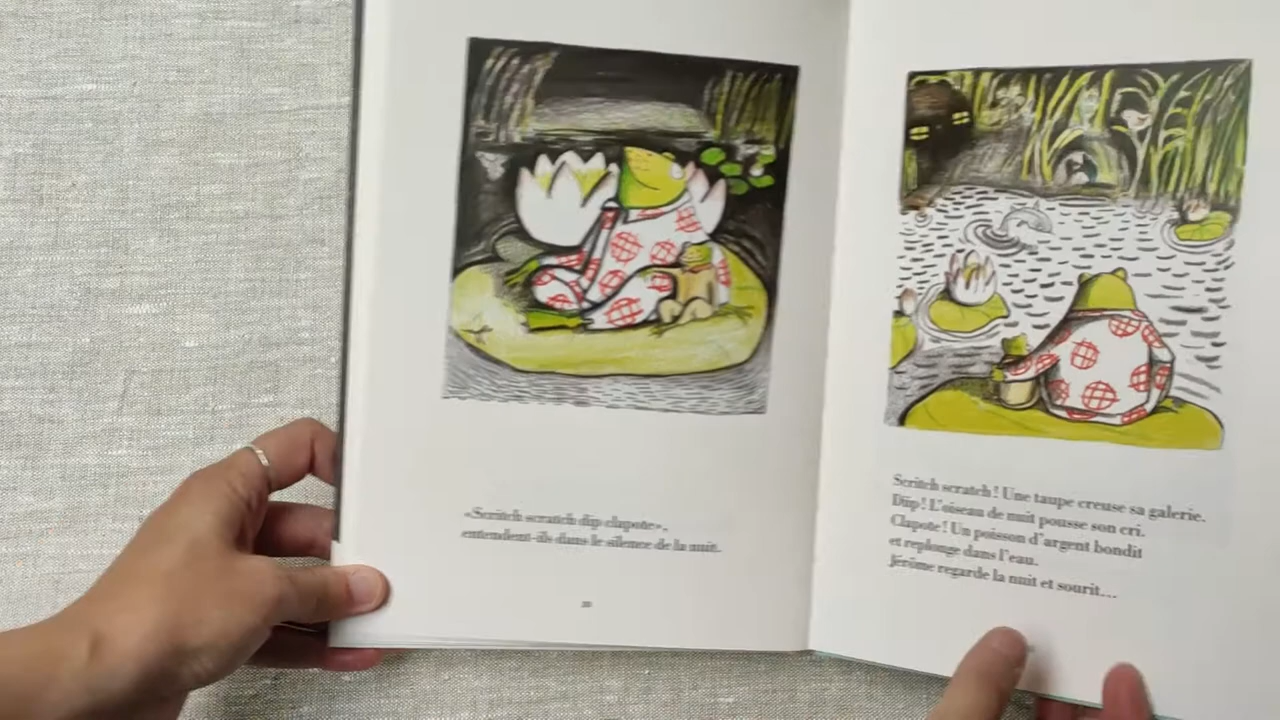 «Scritch scratch dip clapote»,
entendent-ils dans le silence de la nuit.
Scritch scratch ! Une taupe creuse sa galerie.
Diip ! L'oiseau de nuit pousse son cri.
Clapote ! Un poisson d'argent bondit
et replonge dans l'eau.
Jérôme regarde la nuit et sourit...